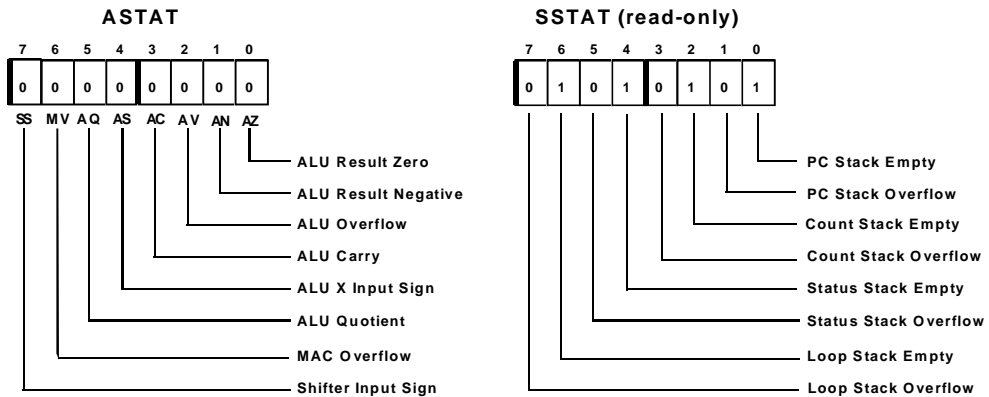 ASTAT
7 6 5 4 3 2 1 0
0 0 0 0 0 0 0 0
SS MV AQ AS AC AV AN AZ
ALU Result Zero
ALU Result Negative
ALU Overflow
ALU Carry
ALU X Input Sign
ALU Quotient
MAC Overflow
Shifter Input Sign
SSTAT (read-only)
7 6 5 4 3 2 1 0
0 1 0 1 0 1 0 1
PC Stack Empty
PC Stack Overflow
Count Stack Empty
Count Stack Overflow
Status Stack Empty
Status Stack Overflow
Loop Stack Empty
Loop Stack Overflow